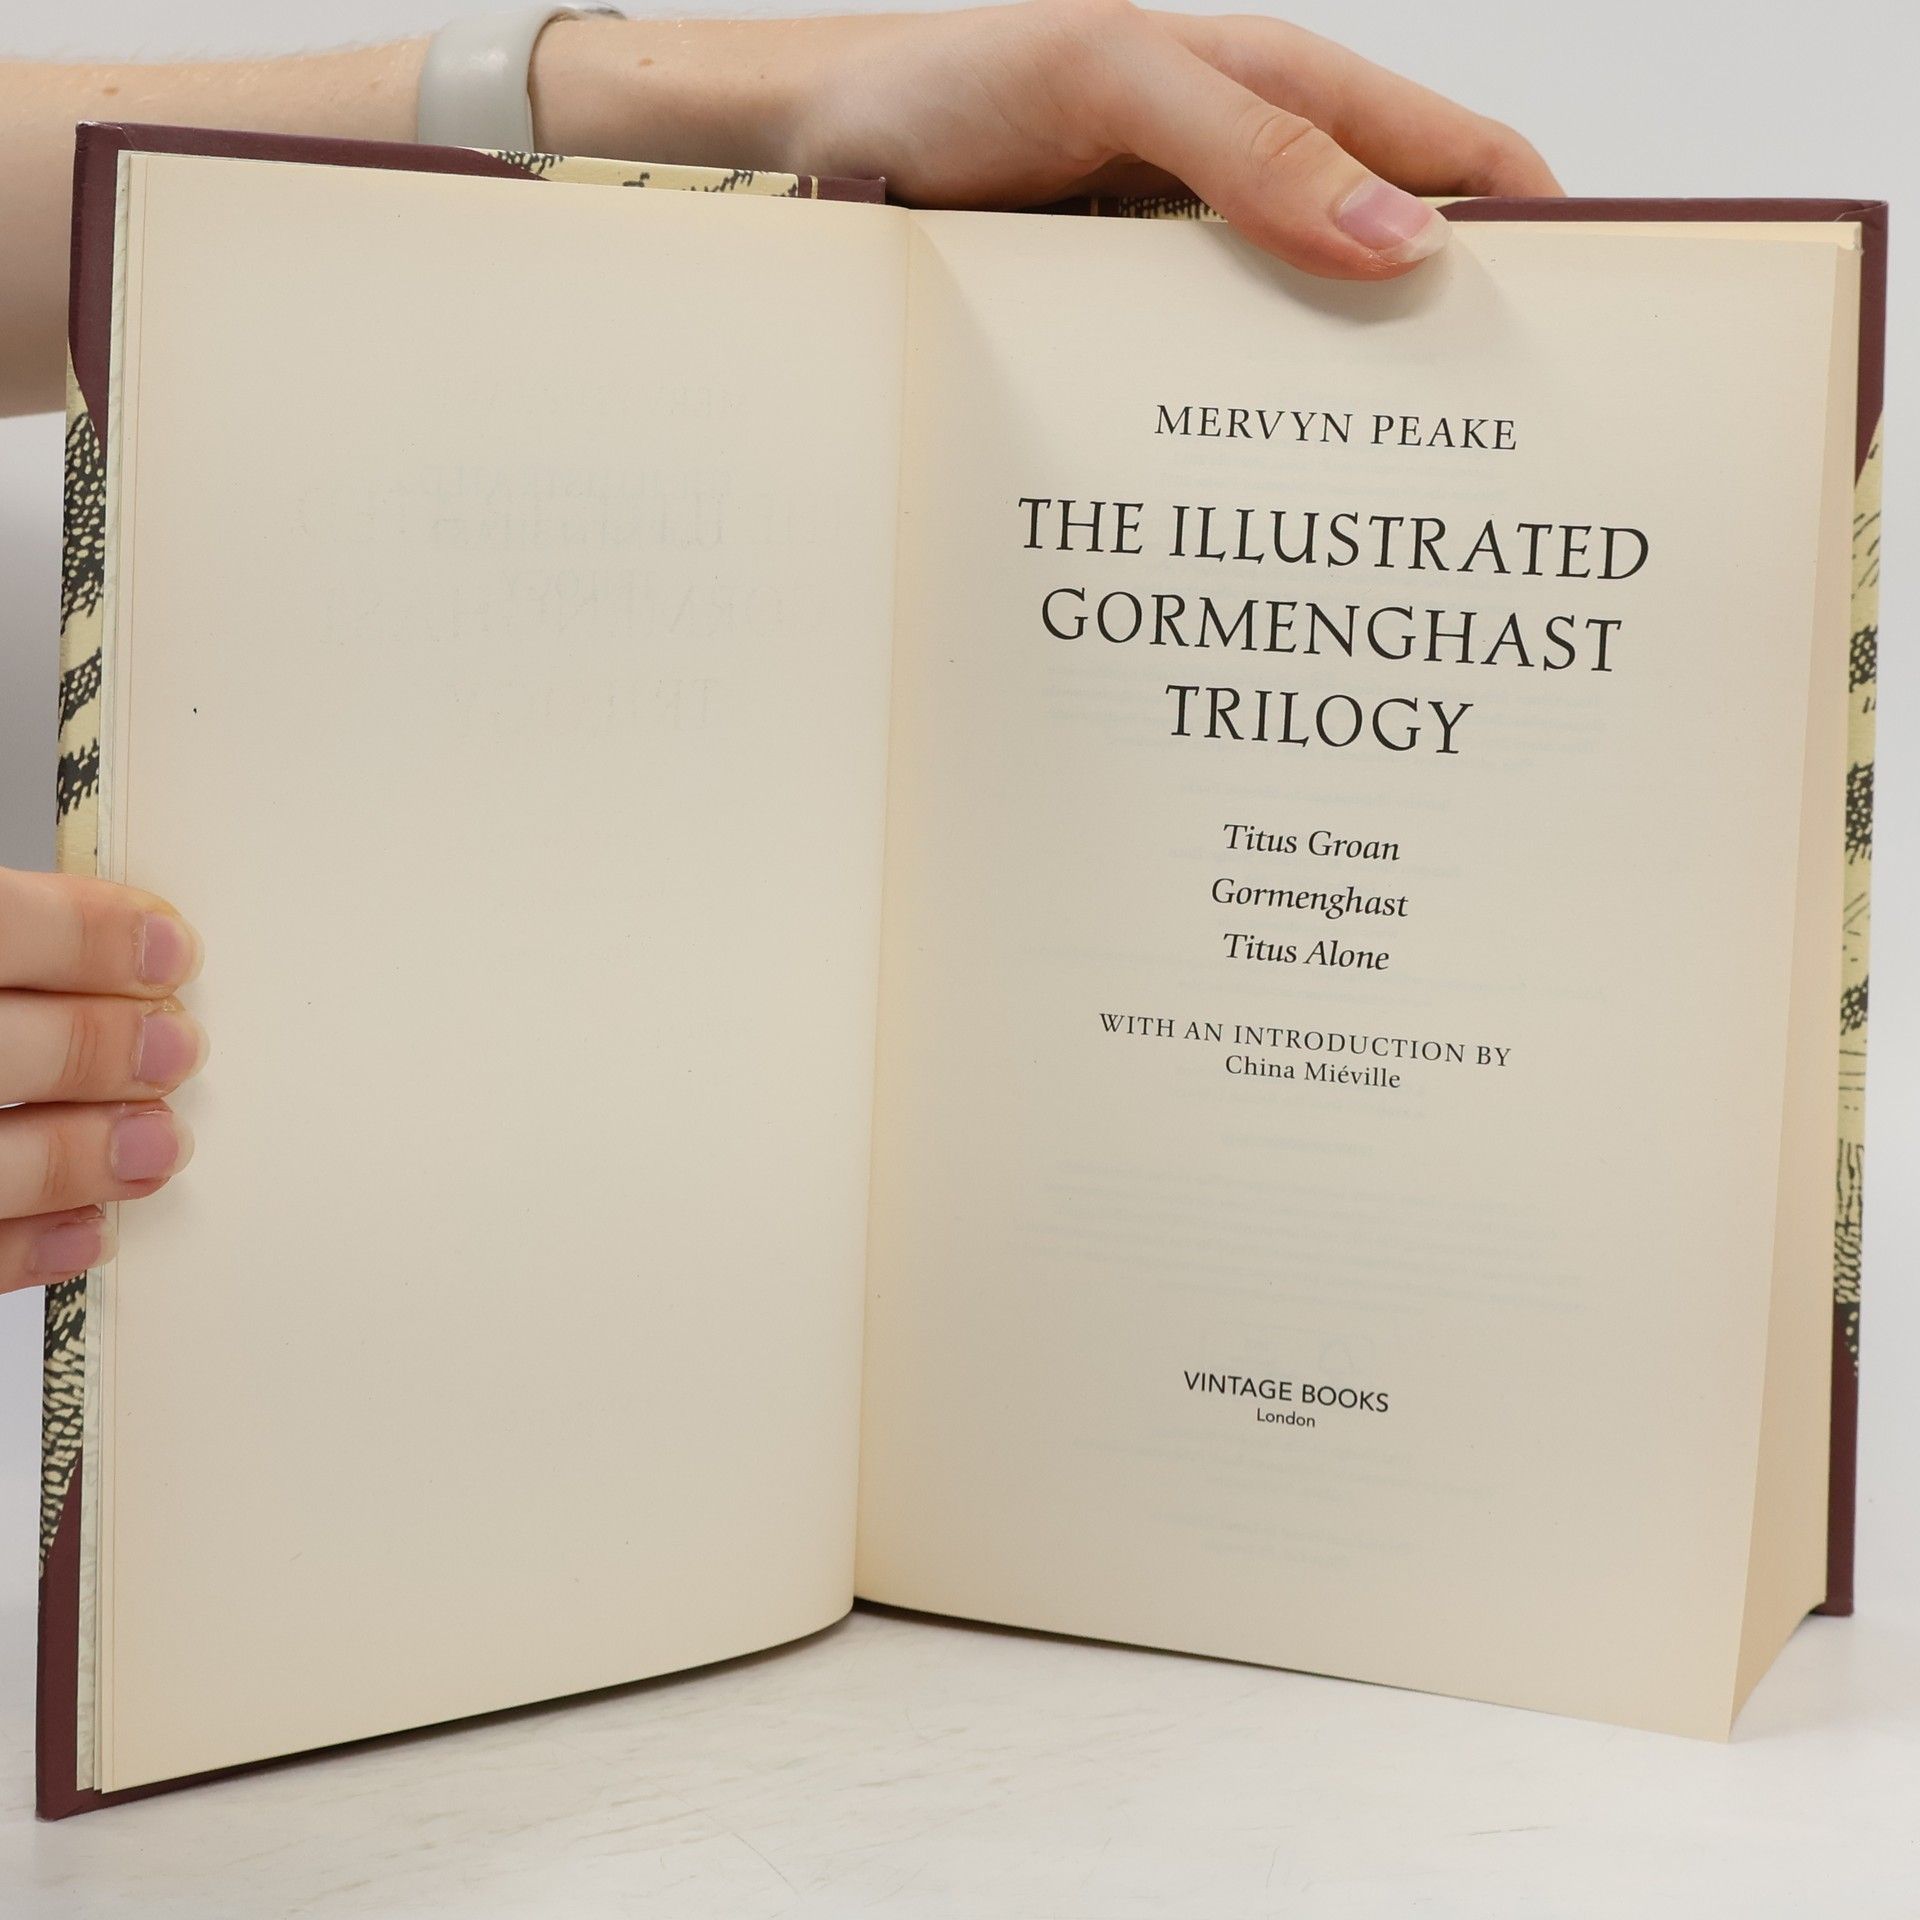 MERVYN PEAKE
THE ILLUSTRATED
GORMENGHAST
TRILOGY
Titus Groan
Gormenghast
Titus Alone
WITH AN INTRODUCTION BY
China Miéville
VINTAGE BOOKS
London